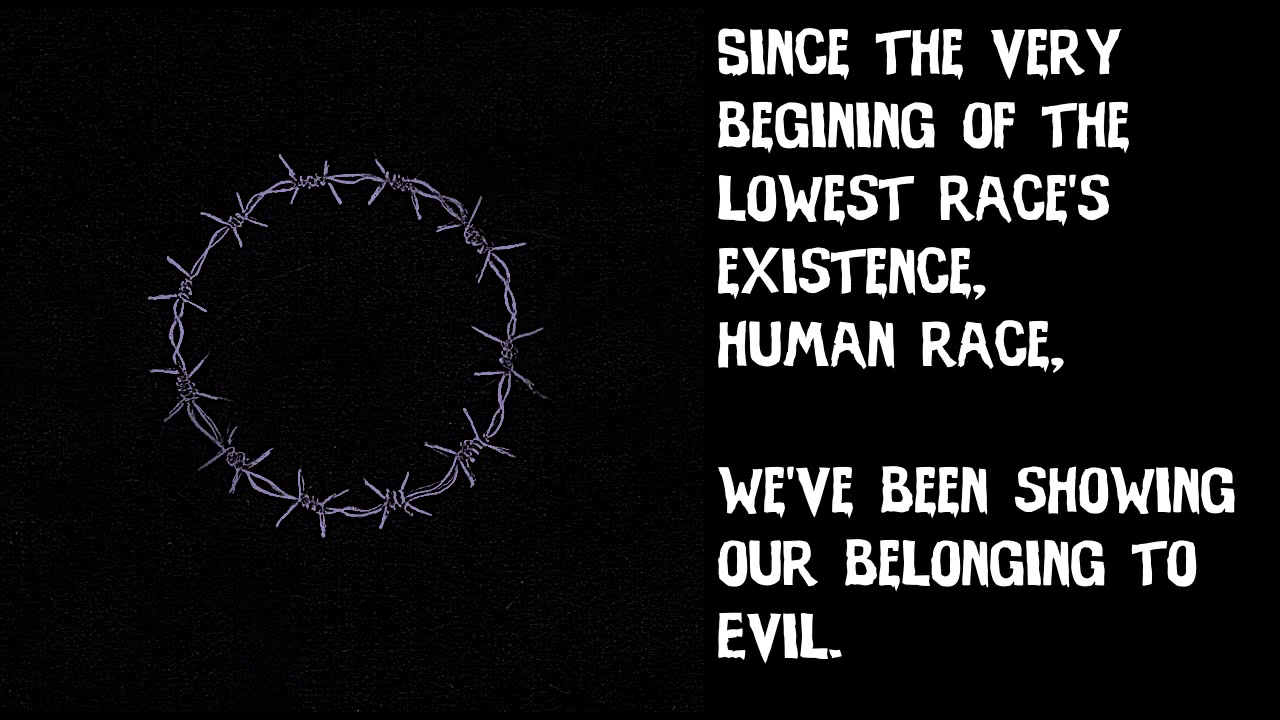 SINCE THE VERY
BEGINING OF THE
LOWEST RACE'S
EXISTENCE,
HUMAN RACE,
WE'VE BEEN SHOWING
OUR BELONGING TO
EVIL.